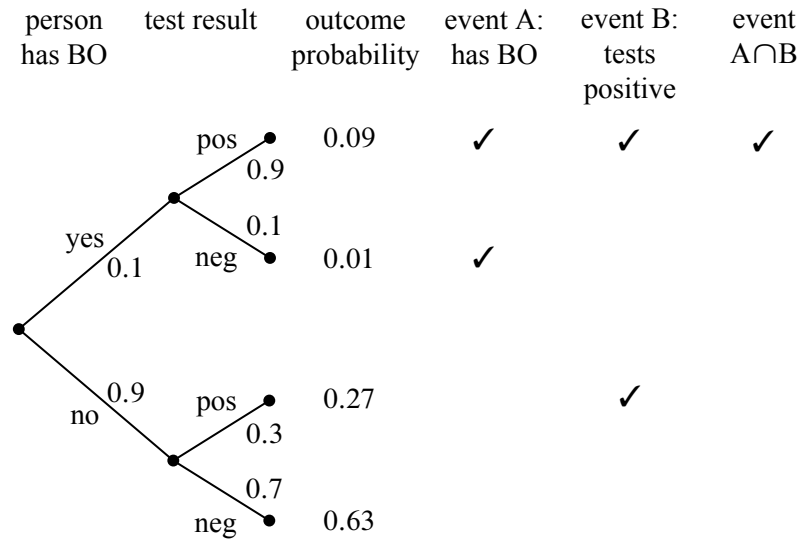 person test result outcome event A: event B: event
has BO probability has BO tests A∩B
positive
pos 0.09 ✓ ✓ ✓
0.9
yes 0.1
0.1 neg 0.01 ✓
0.9 pos 0.27 ✓
no 0.3
0.7
neg 0.63